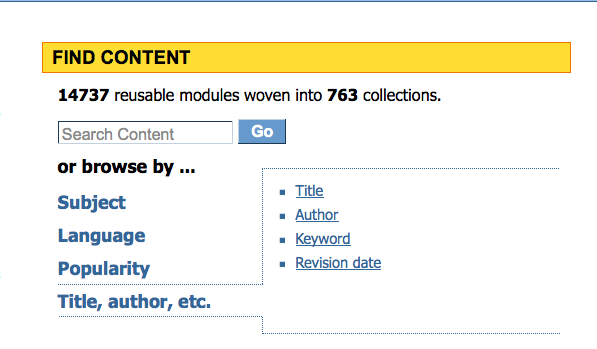 FIND CONTENT
14737 reusable modules woven into 763 collections.
Search Content
Go
or browse by ...
Subject
Language
Popularity
Title, author, etc.
Title
Author
Keyword
Revision date